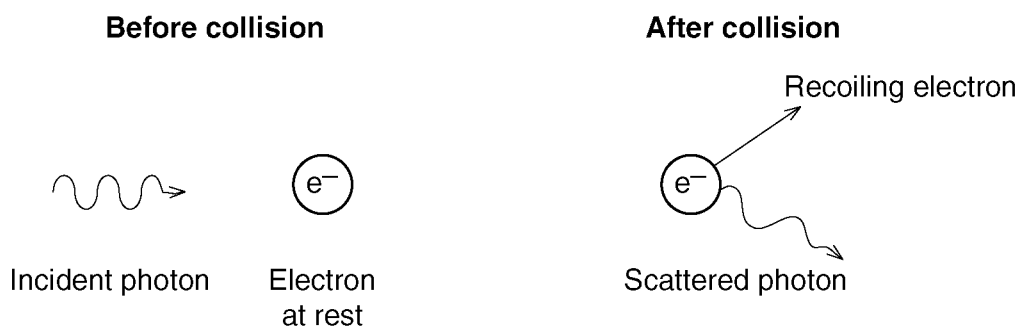 Before collision
After collision
Recoiling electron
e–
e–
Incident photon
Electron
at rest
Scattered photon